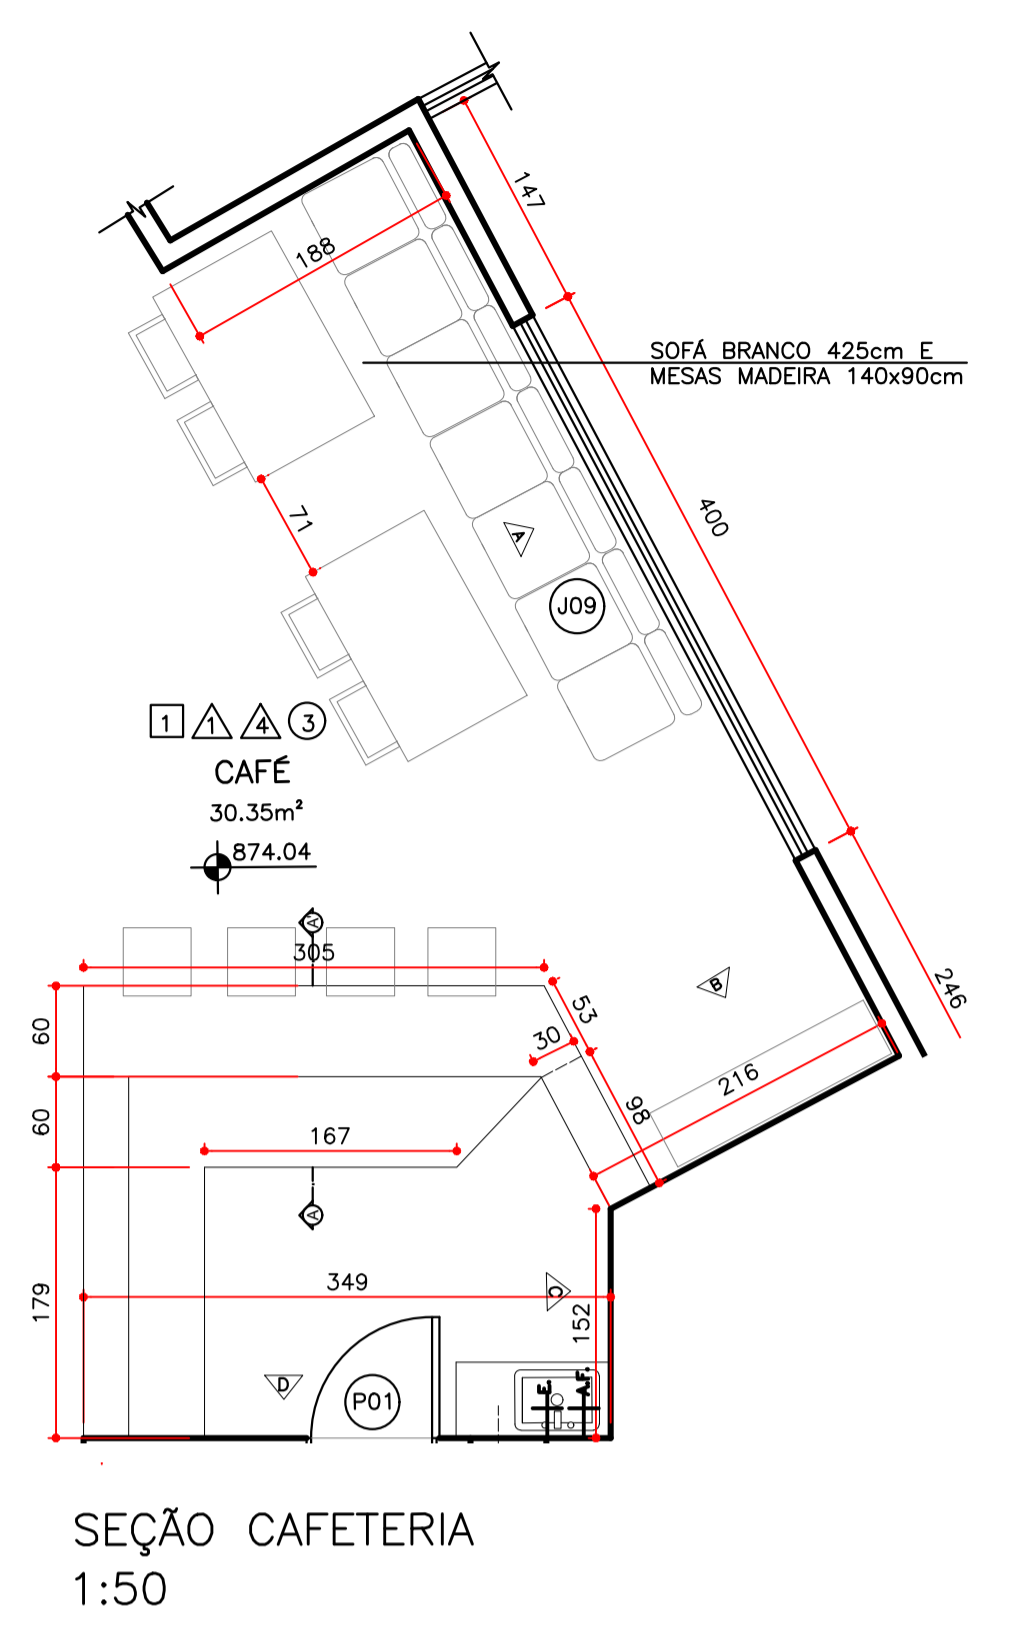 147
188
SOFÁ BRANCO 425cm E
MESAS MADEIRA 140x90cm
71
400
A
J09
1 1 4 3
CAFÉ
30.35m²
874.04
A'
305
B
246
53
60
30
216
98
60
167
A
349
C
179
152
D
P01
E.
A.F.
SEÇÃO CAFETERIA
1:50